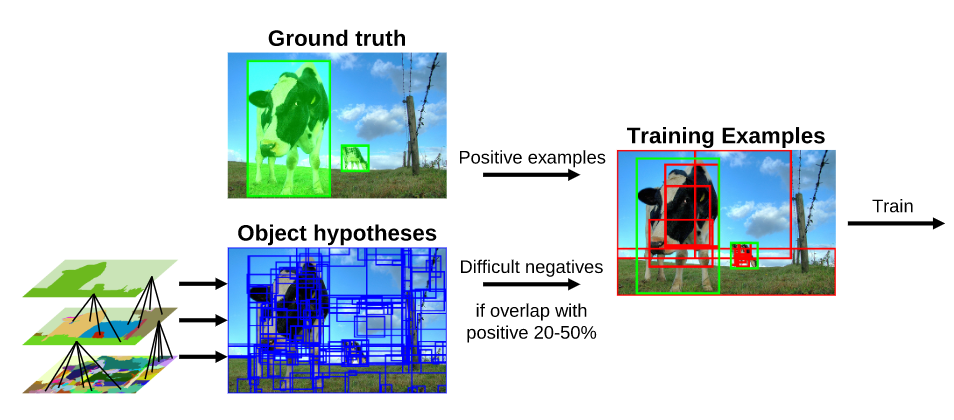 Ground truth
Positive examples
Training Examples
Train
Object hypotheses
Difficult negatives
if overlap with
positive 20-50%